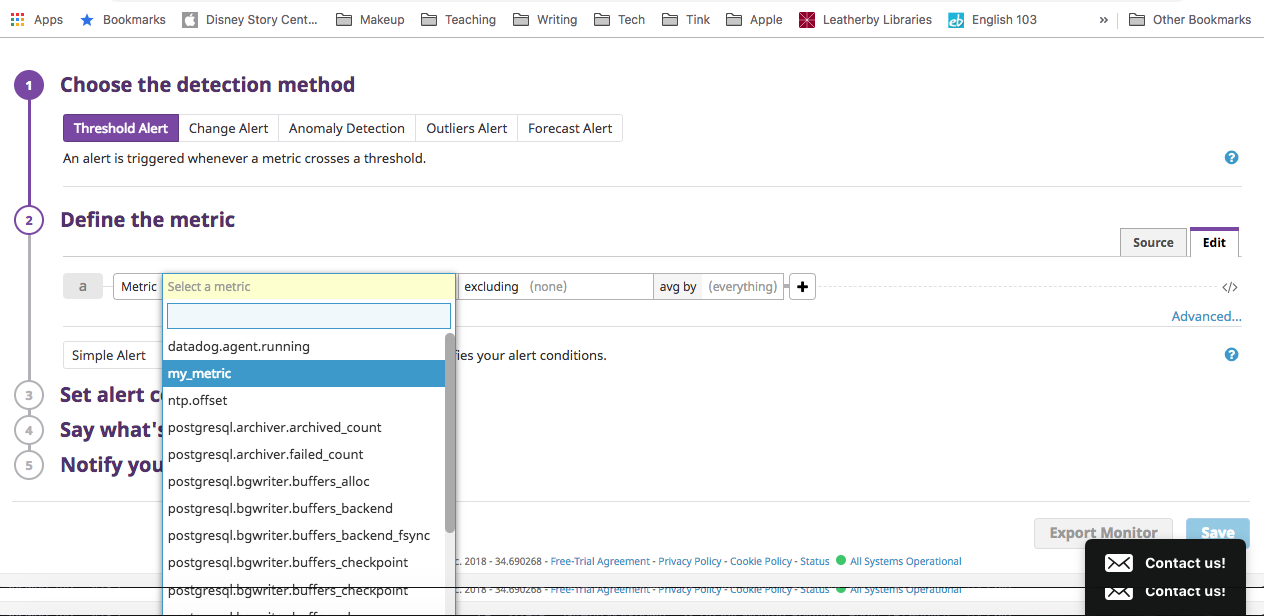 Apps Bookmarks Disney Story Cent... Makeup Teaching Writing Tech Tink Apple Leatherby Libraries eb English 103 » Other Bookmarks
1 Choose the detection method
Threshold Alert Change Alert Anomaly Detection Outliers Alert Forecast Alert
An alert is triggered whenever a metric crosses a threshold. ?
2 Define the metric
Source Edit
a Metric Select a metric excluding (none) avg by (everything) + </>
Advanced...
datadog.agent.running
Simple Alert fies your alert conditions. ?
my_metric
3 Set alert c
ntp.offset
4 Say what's
postgresql.archiver.archived_count
postgresql.archiver.failed_count
5 Notify you
postgresql.bgwriter.buffers_alloc
postgresql.bgwriter.buffers_backend
postgresql.bgwriter.buffers_backend_fsync
Export Monitor Save
postgresql.bgwriter.buffers_checkpoint
c. 2018 - 34.690268 - Free-Trial Agreement - Privacy Policy - Cookie Policy - Status All Systems Operational
Contact us!
postgresql.bgwriter.buffers_checkpoint
c. 2018 - 34.690268 - Free-Trial Agreement - Privacy Policy - Cookie Policy - Status All Systems Operational
Contact us!